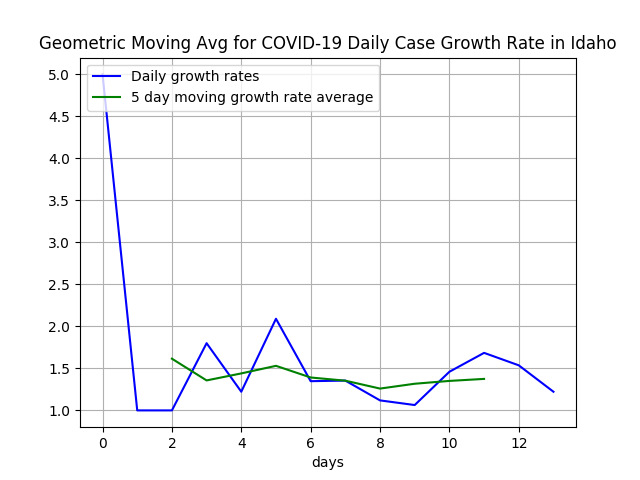 Geometric Moving Avg for COVID-19 Daily Case Growth Rate in Idaho
Daily growth rates
5 day moving growth rate average
5.0
4.5
4.0
3.5
3.0
2.5
2.0
1.5
1.0
0 2 4 6 8 10 12
days